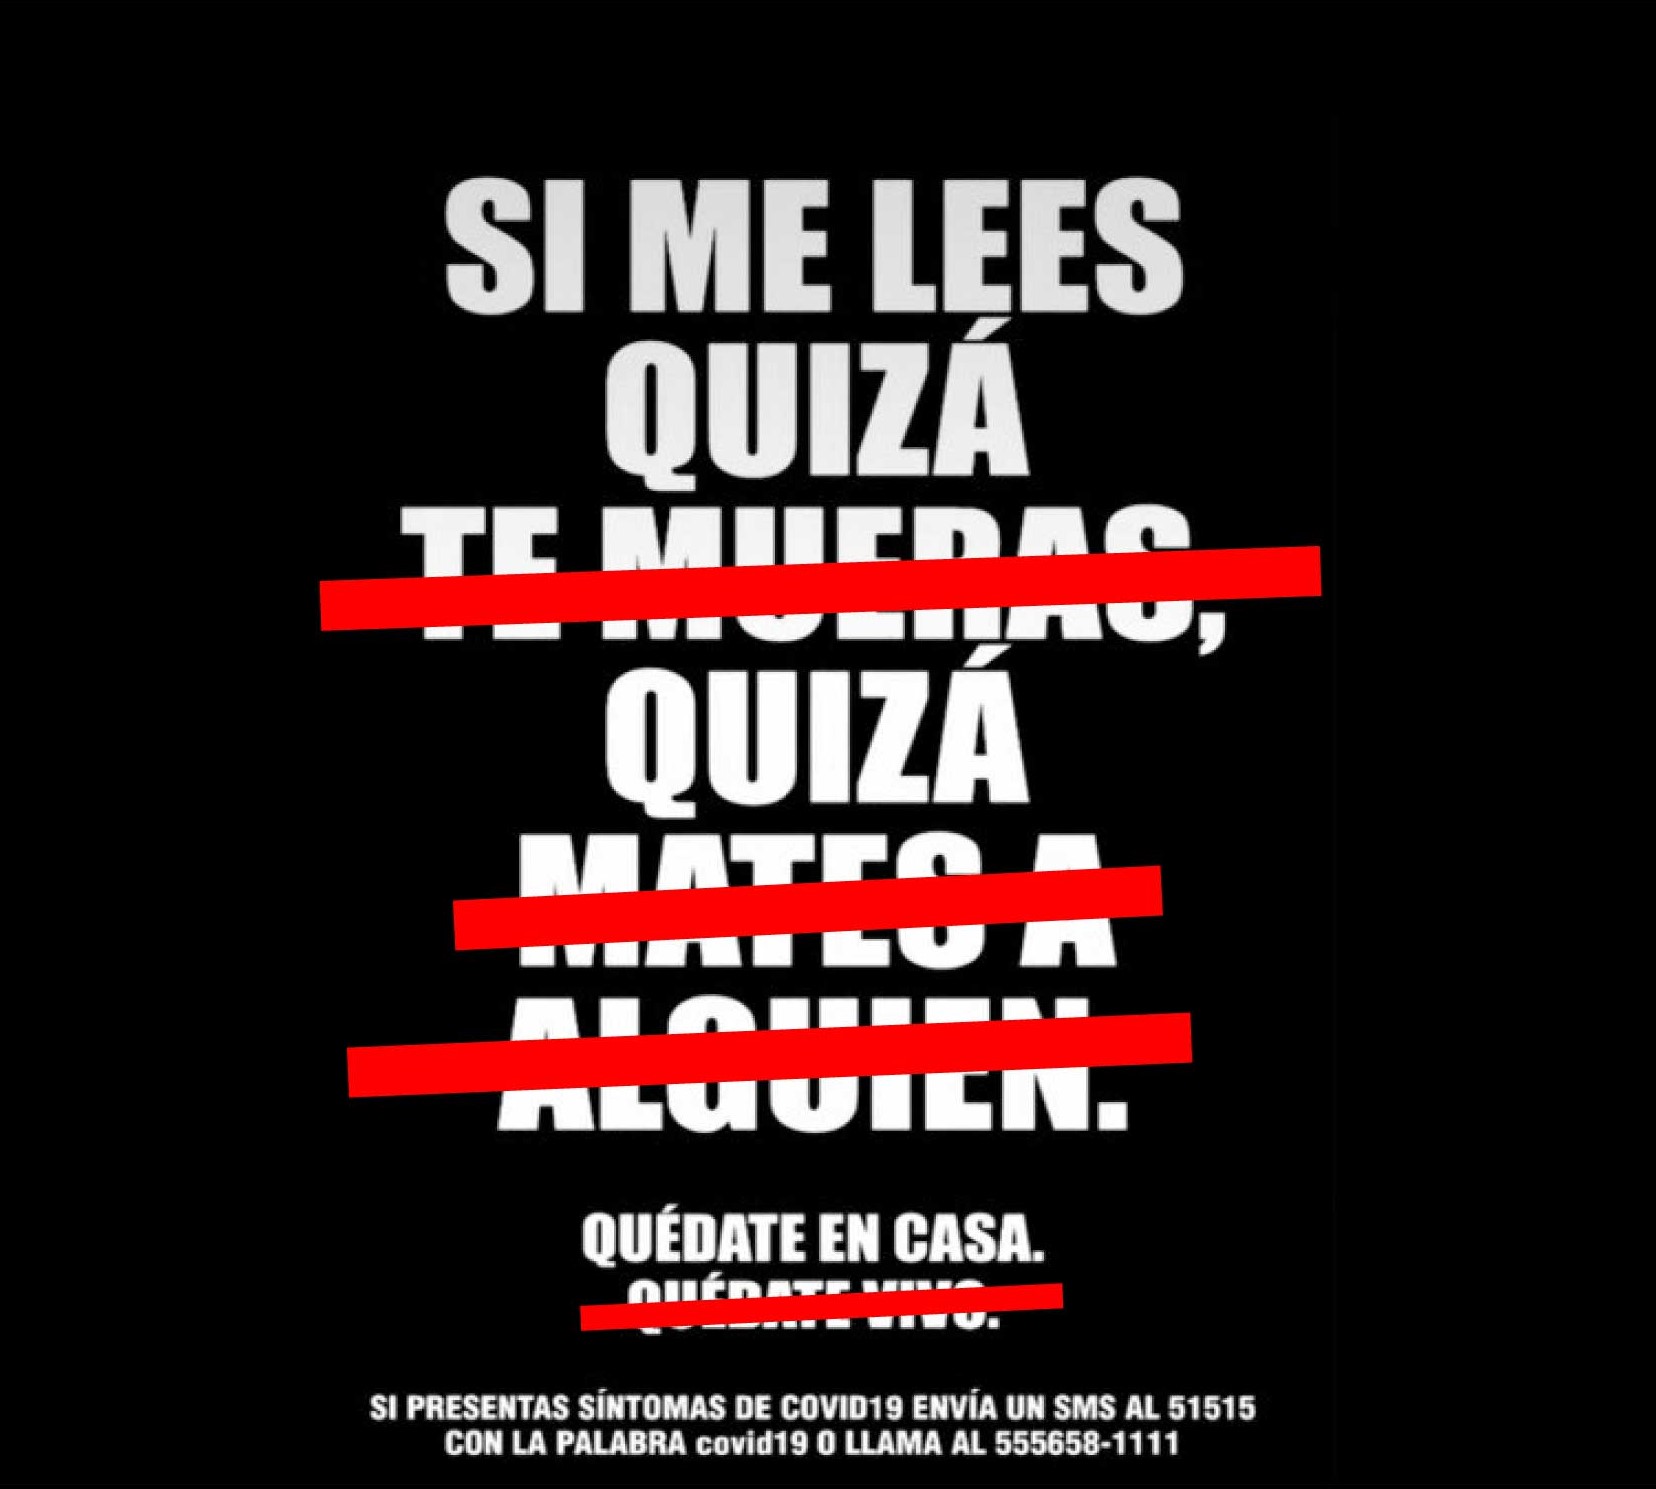 SI ME LEES
QUIZÁ
TE MUERAS,
QUIZÁ
MATES A
ALGUIEN.
QUÉDATE EN CASA.
QUÉDATE VIVO.
SI PRESENTAS SÍNTOMAS DE COVID19 ENVÍA UN SMS AL 51515
CON LA PALABRA covid19 O LLAMA AL 555658-1111